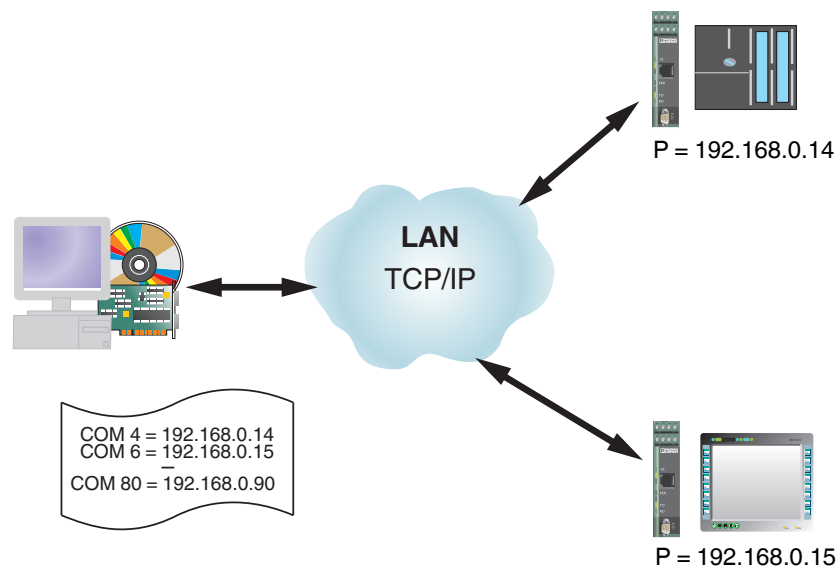 P = 192.168.0.14
LAN
TCP/IP
COM 4 = 192.168.0.14
COM 6 = 192.168.0.15
–
COM 80 = 192.168.0.90
P = 192.168.0.15